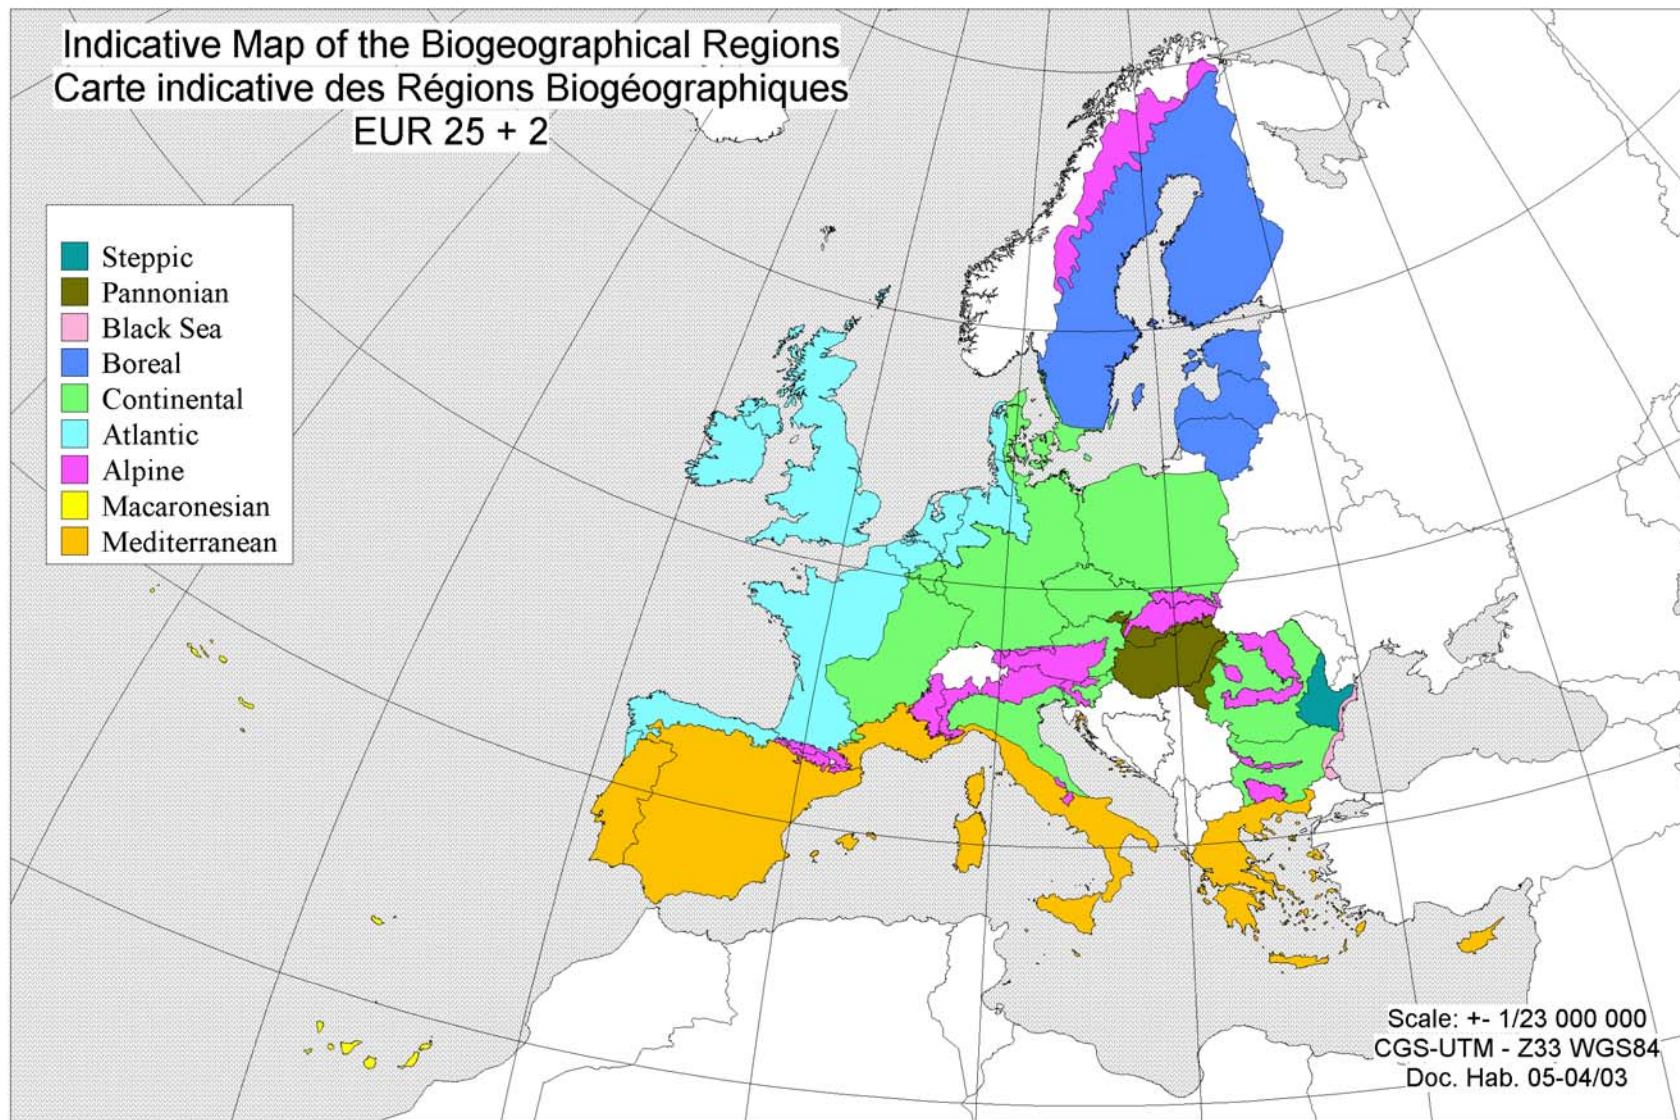 Indicative Map of the Biogeographical Regions
Carte indicative des Régions Biogéographiques
EUR 25 + 2
Steppic
Pannonian
Black Sea
Boreal
Continental
Atlantic
Alpine
Macaronesian
Mediterranean
Scale: +- 1/23 000 000
CGS-UTM - Z33 WGS84
Doc. Hab. 05-04/03